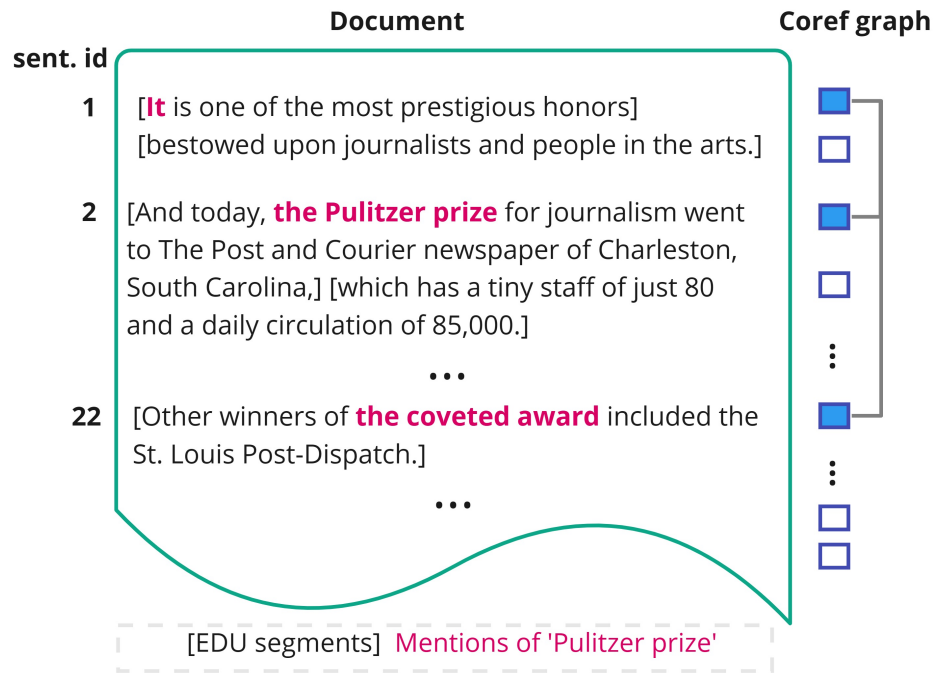 Document
Coref graph
sent. id
1
[It is one of the most prestigious honors]
[bestowed upon journalists and people in the arts.]
2
[And today, the Pulitzer prize for journalism went
to The Post and Courier newspaper of Charleston,
South Carolina,] [which has a tiny staff of just 80
and a daily circulation of 85,000.]
...
22
[Other winners of the coveted award included the
St. Louis Post-Dispatch.]
...
[EDU segments] Mentions of 'Pulitzer prize'